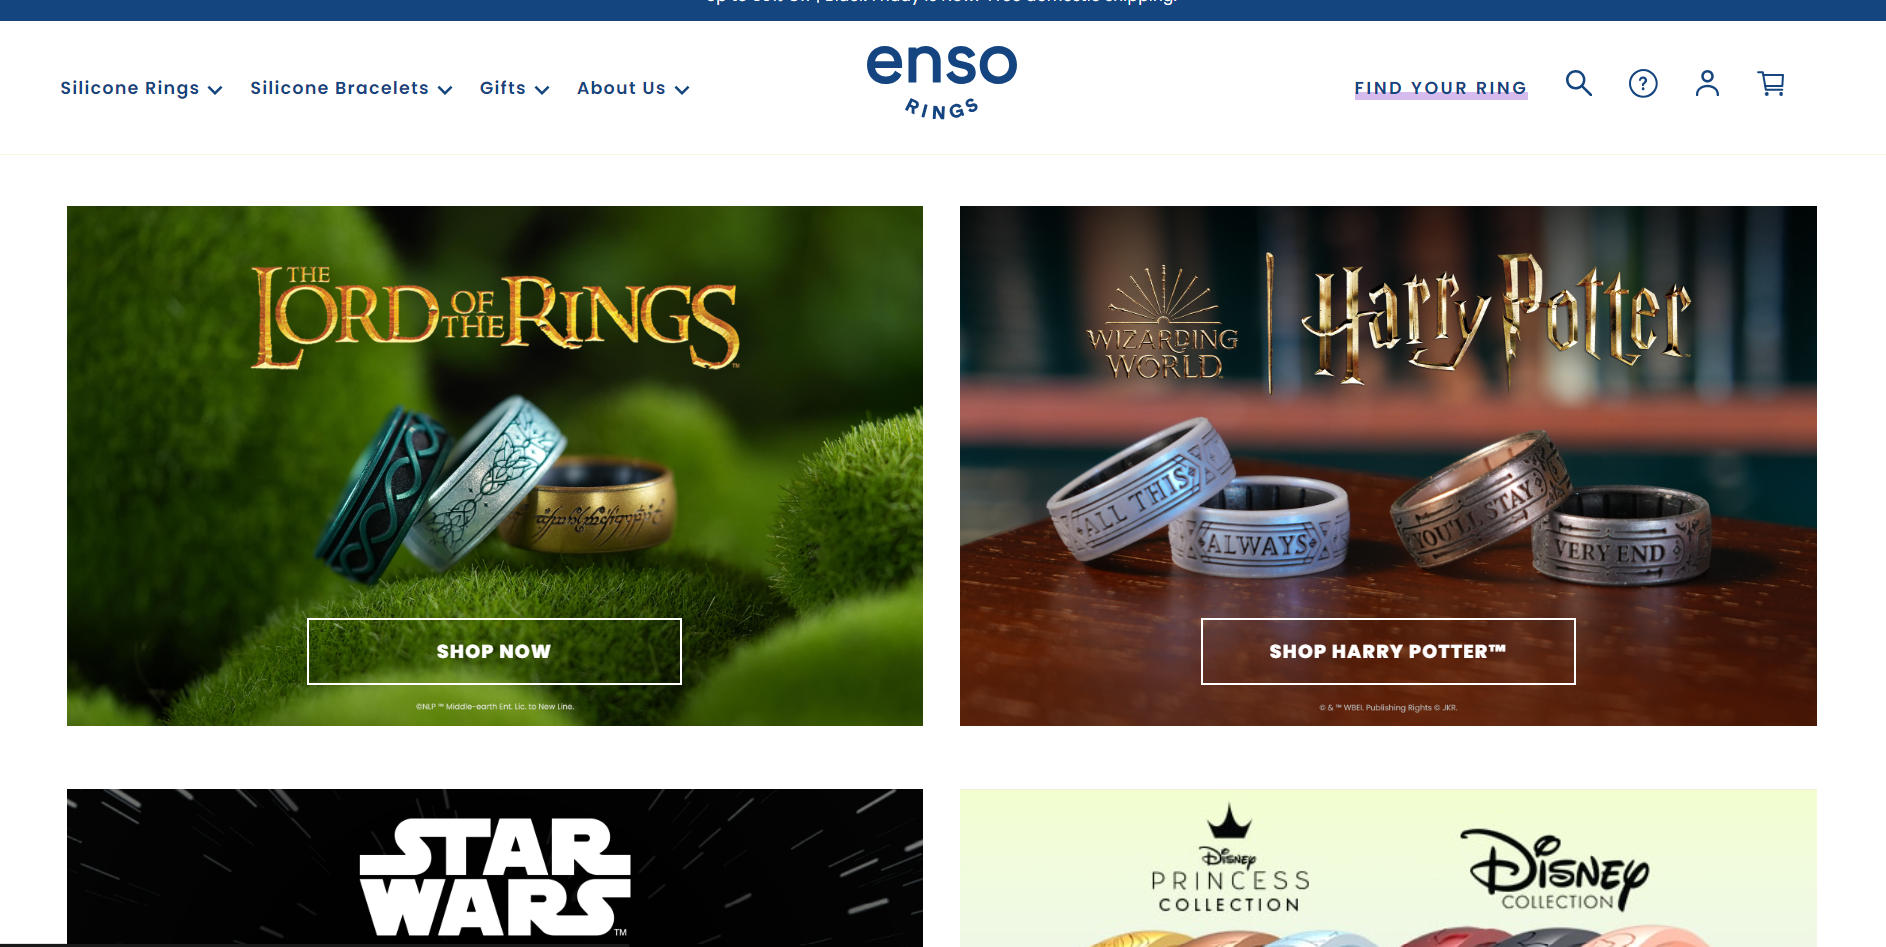 Silicone Rings
Silicone Bracelets
Gifts
About Us
enso
RINGS
FIND YOUR RING
?
THE
LORD OF THE RINGS™
SHOP NOW
©NLP ™ Middle-earth Ent. Lic. to New Line.
WIZARDING
WORLD
Harry Potter
ALL THIS
ALWAYS
YOU'LL STAY
VERY END
SHOP HARRY POTTER™
© & ™ WBEI. Publishing Rights © JKR.
STAR
WARS™
Disney
PRINCESS
COLLECTION
Disney
COLLECTION